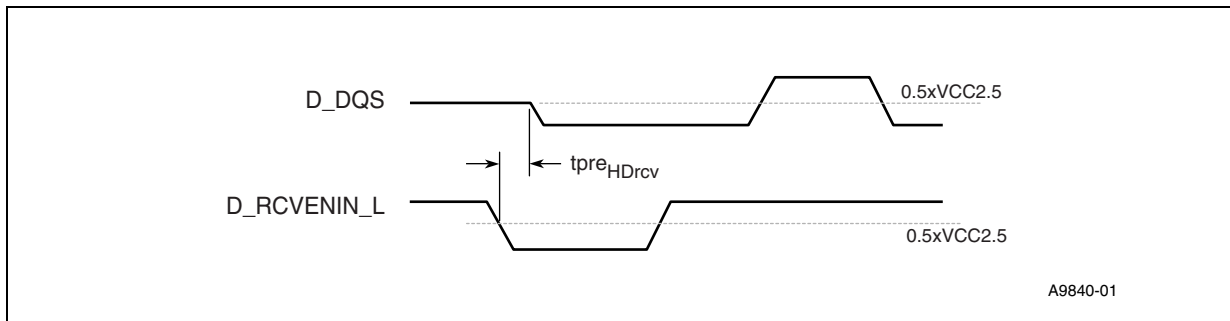 D_DQS
0.5xVCC2.5
tpreHDrcv
D_RCVENIN_L
0.5xVCC2.5
A9840-01